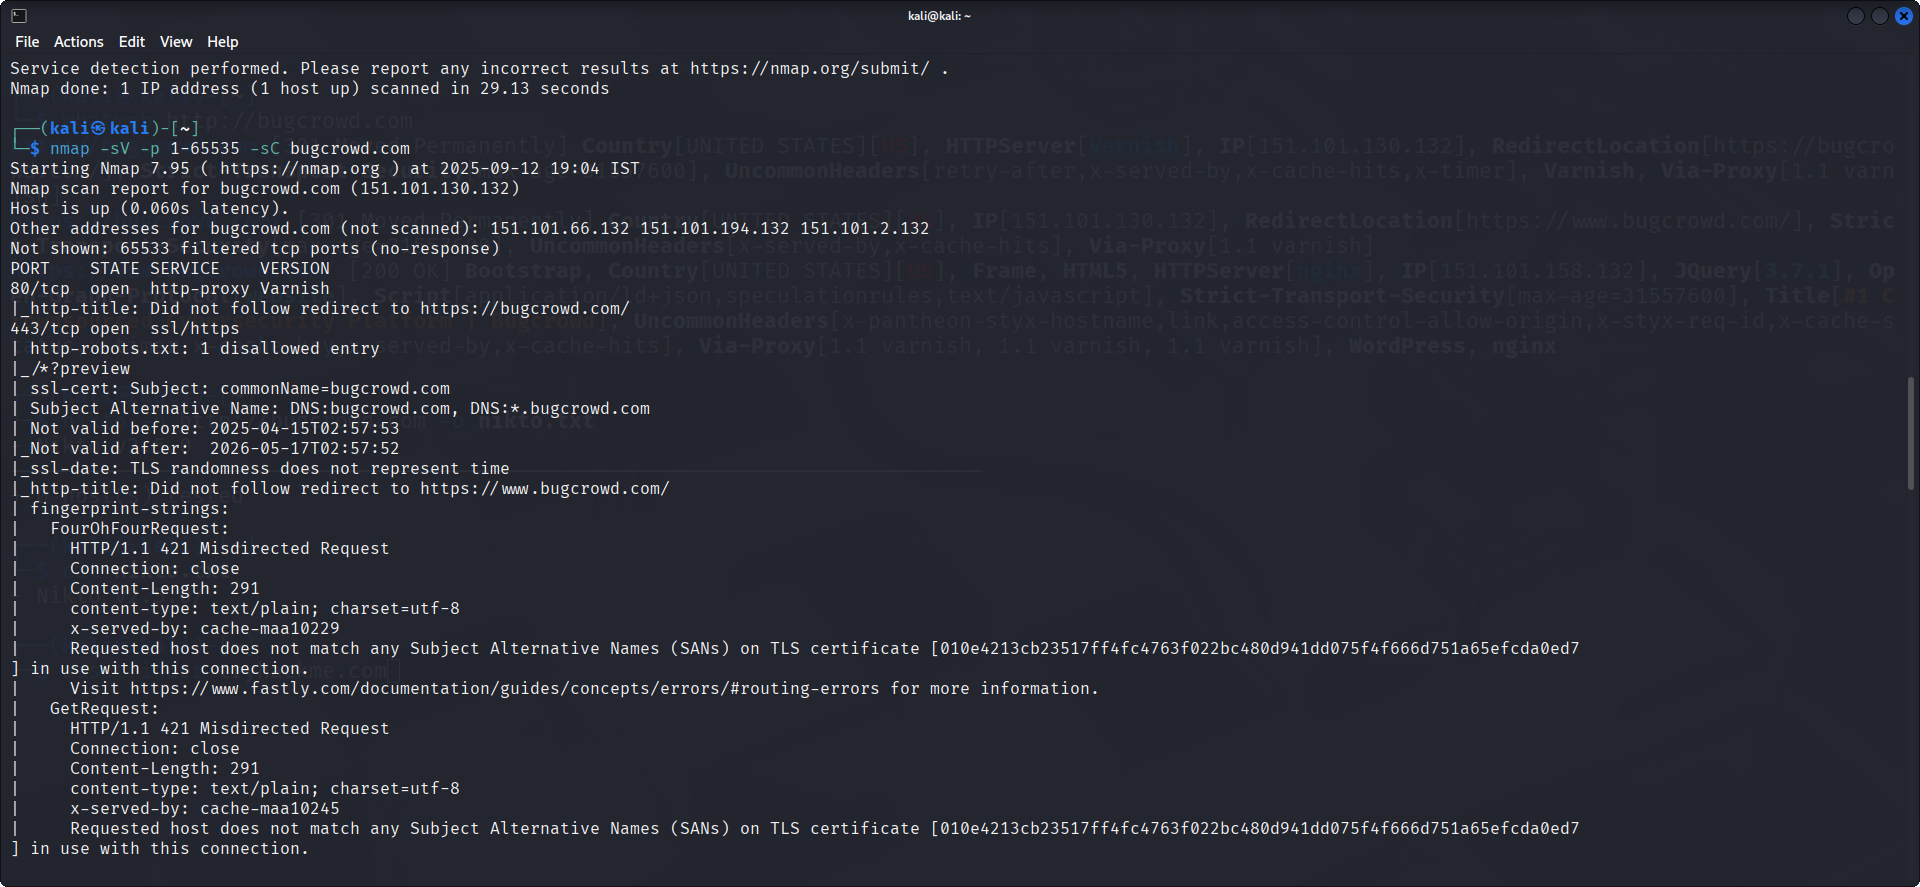 kali@kali: ~
File Actions Edit View Help
Service detection performed. Please report any incorrect results at https://nmap.org/submit/ .
Nmap done: 1 IP address (1 host up) scanned in 29.13 seconds
┌──(kali㉿kali)-[~]
└─$ nmap -sV -p 1-65535 -sC bugcrowd.com
Starting Nmap 7.95 ( https://nmap.org ) at 2025-09-12 19:04 IST
Nmap scan report for bugcrowd.com (151.101.130.132)
Host is up (0.060s latency).
Other addresses for bugcrowd.com (not scanned): 151.101.66.132 151.101.194.132 151.101.2.132
Not shown: 65533 filtered tcp ports (no-response)
PORT    STATE SERVICE    VERSION
80/tcp  open  http-proxy Varnish
|_http-title: Did not follow redirect to https://bugcrowd.com/
443/tcp open  ssl/https
| http-robots.txt: 1 disallowed entry
|_/*?preview
| ssl-cert: Subject: commonName=bugcrowd.com
| Subject Alternative Name: DNS:bugcrowd.com, DNS:*.bugcrowd.com
| Not valid before: 2025-04-15T02:57:53
|_Not valid after:  2026-05-17T02:57:52
|_ssl-date: TLS randomness does not represent time
|_http-title: Did not follow redirect to https://www.bugcrowd.com/
| fingerprint-strings:
|   FourOhFourRequest:
|     HTTP/1.1 421 Misdirected Request
|     Connection: close
|     Content-Length: 291
|     content-type: text/plain; charset=utf-8
|     x-served-by: cache-maa10229
|     Requested host does not match any Subject Alternative Names (SANs) on TLS certificate [010e4213cb23517ff4fc4763f022bc480d941dd075f4f666d751a65efcda0ed7
] in use with this connection.
|     Visit https://www.fastly.com/documentation/guides/concepts/errors/#routing-errors for more information.
|   GetRequest:
|     HTTP/1.1 421 Misdirected Request
|     Connection: close
|     Content-Length: 291
|     content-type: text/plain; charset=utf-8
|     x-served-by: cache-maa10245
|     Requested host does not match any Subject Alternative Names (SANs) on TLS certificate [010e4213cb23517ff4fc4763f022bc480d941dd075f4f666d751a65efcda0ed7
] in use with this connection.